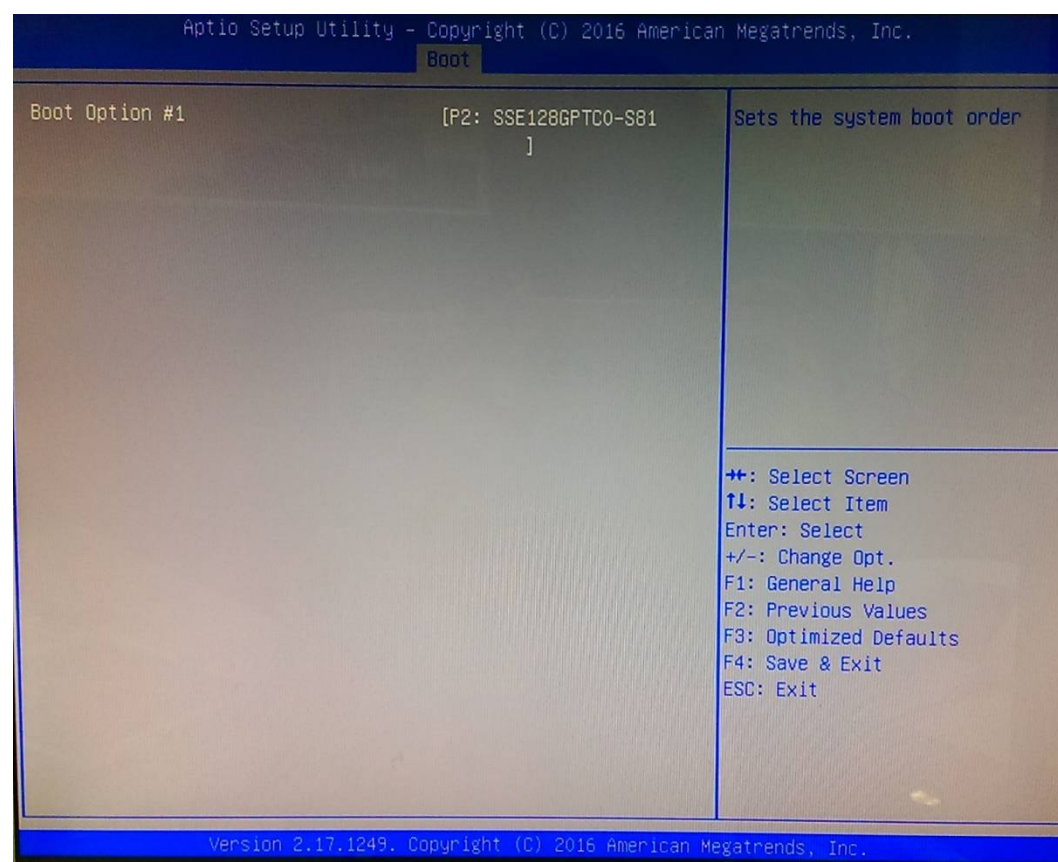 Aptio Setup Utility – Copyright (C) 2016 American Megatrends, Inc.
Boot
Boot Option #1
[P2: SSE128GPTC0-S81
]
Sets the system boot order
→←: Select Screen
↑↓: Select Item
Enter: Select
+/-: Change Opt.
F1: General Help
F2: Previous Values
F3: Optimized Defaults
F4: Save & Exit
ESC: Exit
Version 2.17.1249. Copyright (C) 2016 American Megatrends, Inc.